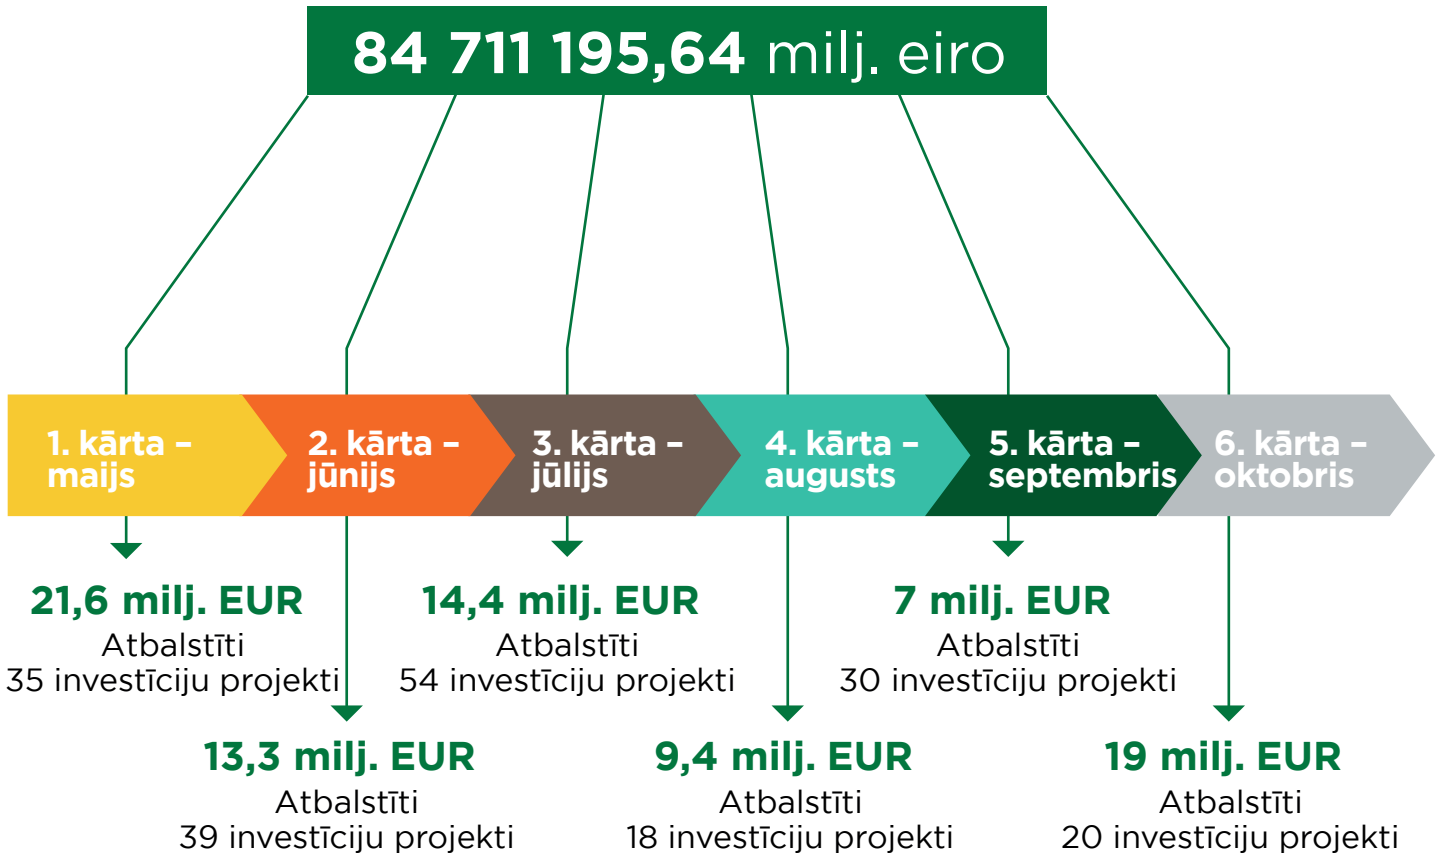 84 711 195,64 milj. eiro
1. kārta –
maijs
2. kārta –
jūnijs
3. kārta –
jūlijs
4. kārta –
augusts
5. kārta –
septembris
6. kārta –
oktobris
21,6 milj. EUR
Atbalstīti
35 investīciju projekti
13,3 milj. EUR
Atbalstīti
39 investīciju projekti
14,4 milj. EUR
Atbalstīti
54 investīciju projekti
9,4 milj. EUR
Atbalstīti
18 investīciju projekti
7 milj. EUR
Atbalstīti
30 investīciju projekti
19 milj. EUR
Atbalstīti
20 investīciju projekti